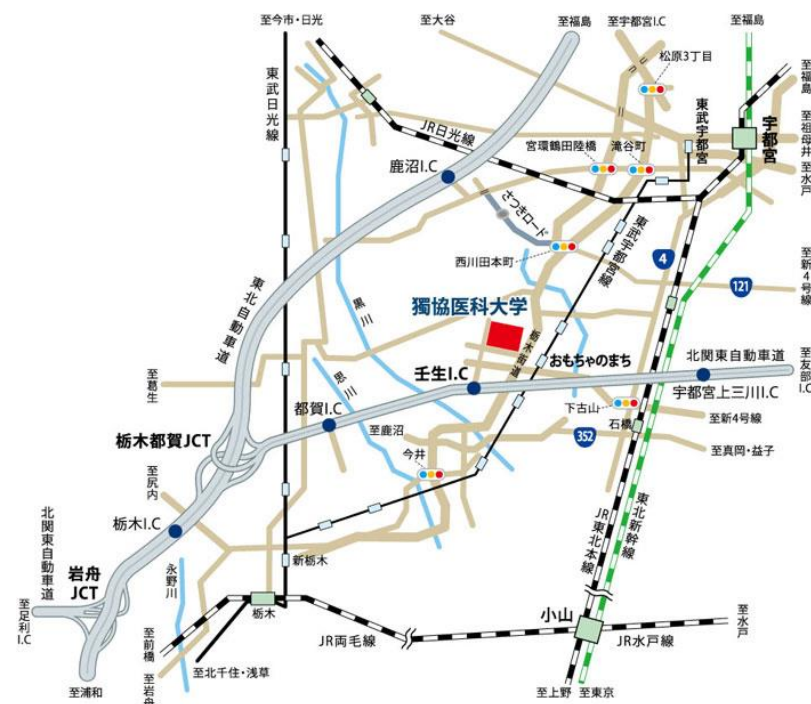 至今市・日光
至大谷
至福島
至宇都宮I.C
至福島
松原3丁目
至福島
東武日光線
JR日光線
東武宇都宮
宇都宮
至祖母井
至水戸
宮環鶴田陸橋
滝谷町
鹿沼I.C
さつきロード
東武宇都宮線
西川田本町
4
121
至新4号線
東北自動車道
黒川
獨協医科大学
栃木街道
おもちゃのまち
北関東自動車道
至友部I.C
思川
壬生I.C
宇都宮上三川I.C
至葛生
都賀I.C
下古山
至新4号線
石橋
栃木都賀JCT
至鹿沼
352
至真岡・益子
今井
至尻内
栃木I.C
北関東自動車道
岩舟
JCT
永野川
新栃木
JR東北本線
東北新幹線
至足利I.C
栃木
小山
至水戸
至前橋
JR両毛線
JR水戸線
至北千住・浅草
至浦和
至岩舟
至上野
至東京